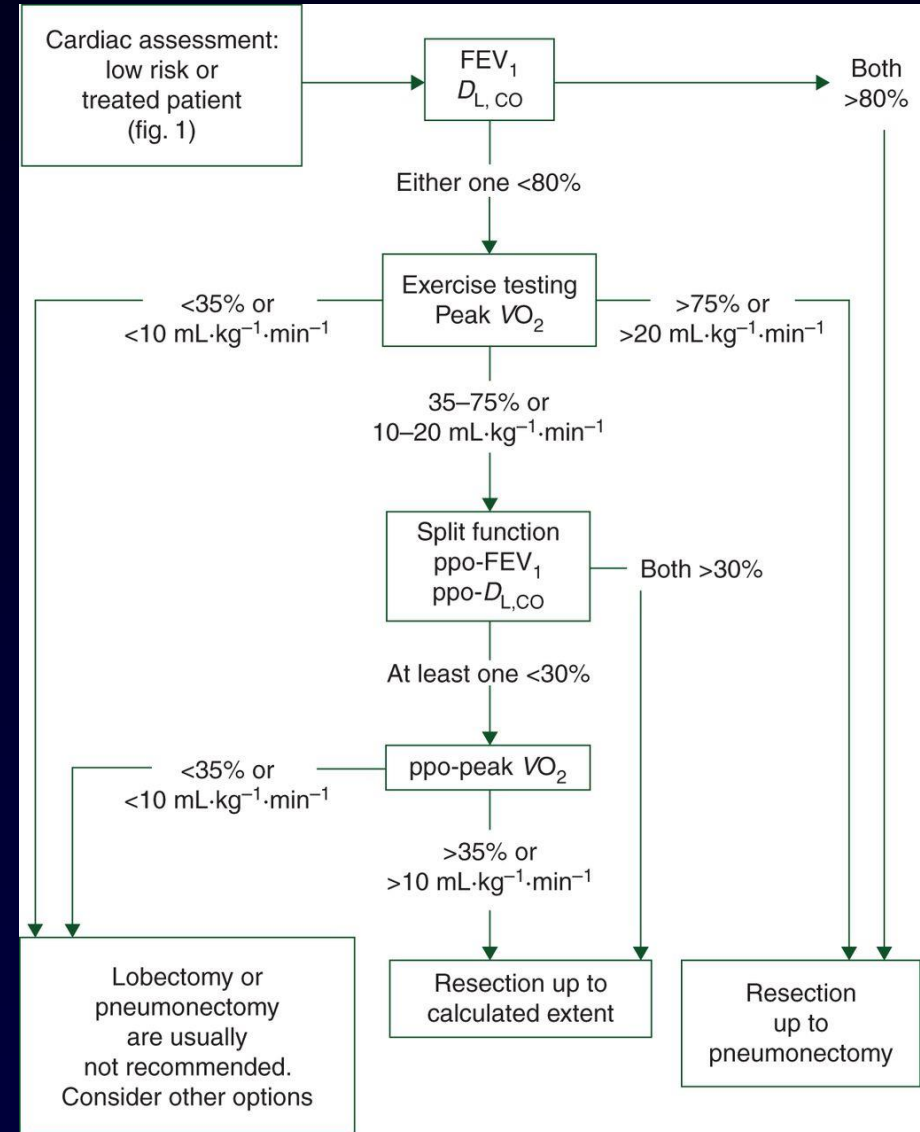 Cardiac assessment:
low risk or
treated patient
(fig. 1)
FEV₁
D_L, CO
Both
>80%
Either one <80%
Exercise testing
Peak VO₂
<35% or
<10 mL·kg⁻¹·min⁻¹
>75% or
>20 mL·kg⁻¹·min⁻¹
35–75% or
10–20 mL·kg⁻¹·min⁻¹
Split function
ppo-FEV₁
ppo-D_L,CO
Both >30%
At least one <30%
ppo-peak VO₂
<35% or
<10 mL·kg⁻¹·min⁻¹
>35% or
>10 mL·kg⁻¹·min⁻¹
Lobectomy or
pneumonectomy
are usually
not recommended.
Consider other options
Resection up to
calculated extent
Resection
up to
pneumonectomy